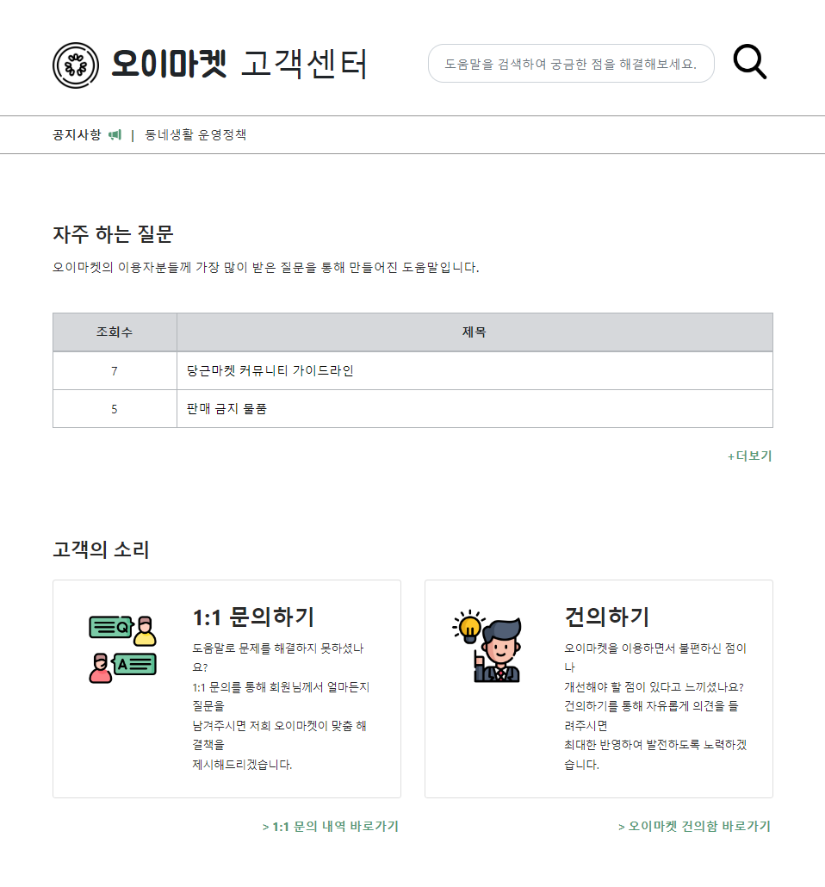 오이마켓 고객센터
도움말을 검색하여 궁금한 점을 해결해보세요.
공지사항 | 동네생활 운영정책
자주 하는 질문
오이마켓의 이용자분들께 가장 많이 받은 질문을 통해 만들어진 도움말입니다.
조회수 제목
7 당근마켓 커뮤니티 가이드라인
5 판매 금지 물품
+더보기
고객의 소리
Q
A
1:1 문의하기
도움말로 문제를 해결하지 못하셨나
요?
1:1 문의를 통해 회원님께서 얼마든지
질문을
남겨주시면 저희 오이마켓이 맞춤 해
결책을
제시해드리겠습니다.
건의하기
오이마켓을 이용하면서 불편하신 점이
나
개선해야 할 점이 있다고 느끼셨나요?
건의하기를 통해 자유롭게 의견을 들
려주시면
최대한 반영하여 발전하도록 노력하겠
습니다.
> 1:1 문의 내역 바로가기
> 오이마켓 건의함 바로가기